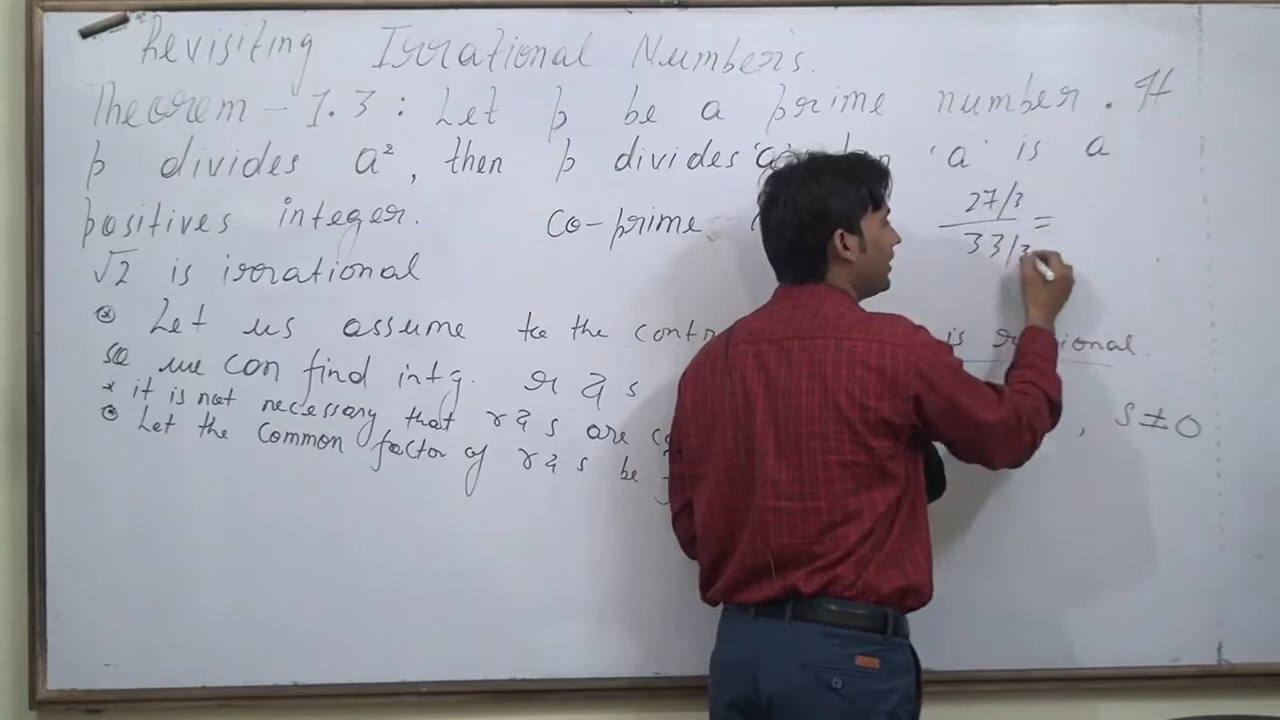 Revisiting Irrational Numbers.
Theorem - 1.3 : Let p be a prime number. If
p divides a², then p divides 'a' 'a' is a
positives integer. co-prime
27/3
33/3 =
√2 is irrational
Let us assume to the contr is rational.
so we can find intg. r & s , s ≠ 0
* it is not necessary that r & s are
Let the common factor of r & s be